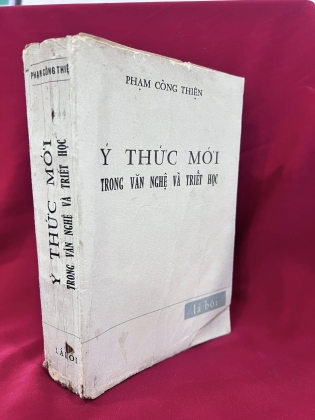 PHẠM CÔNG THIỆN
Ý THỨC MỚI
TRONG VĂN NGHỆ VÀ TRIẾT HỌC
lá bối
PHẠM CÔNG THIỆ
Ý THỨC MỚI
TRONG VĂN NGHỆ VÀ TRIẾT HỌC
LÁ BỐI